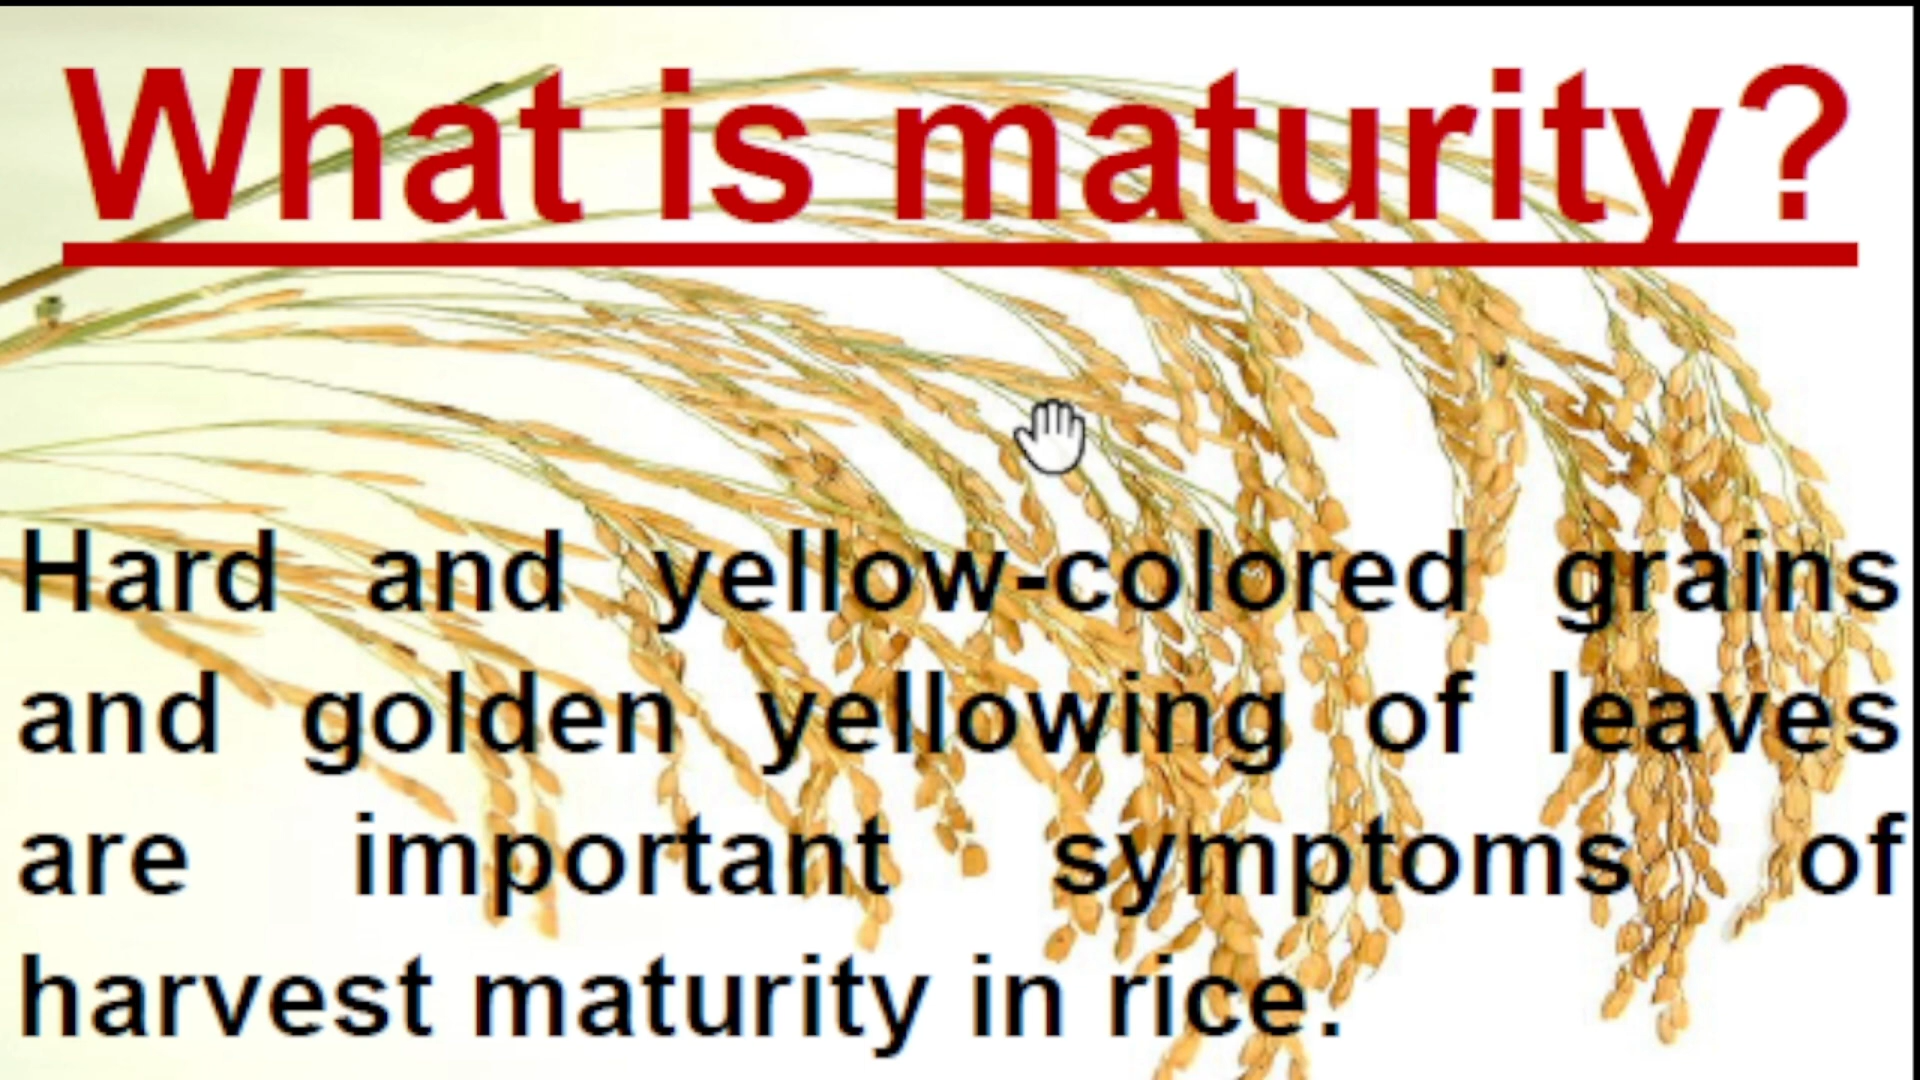 What is maturity?
Hard and yellow-colored grains
and golden yellowing of leaves
are important symptoms of
harvest maturity in rice.